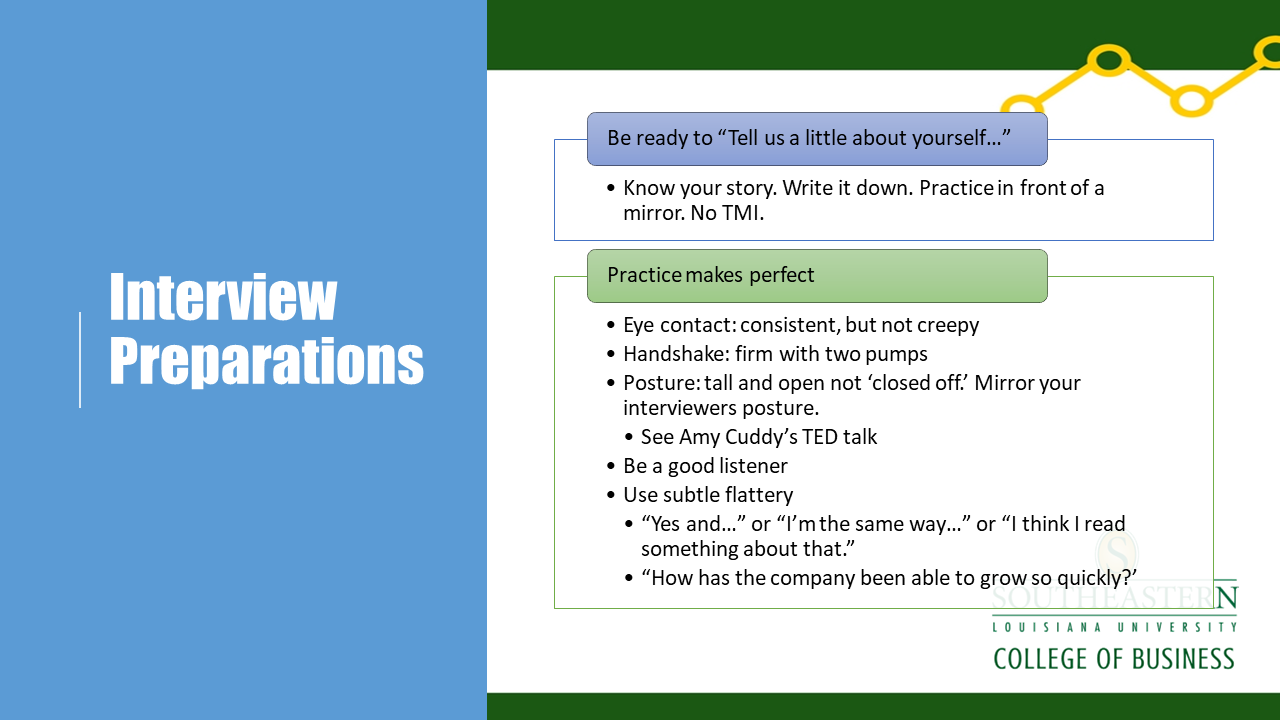 Interview
Preparations
Be ready to “Tell us a little about yourself…”
• Know your story. Write it down. Practice in front of a
mirror. No TMI.
Practice makes perfect
• Eye contact: consistent, but not creepy
• Handshake: firm with two pumps
• Posture: tall and open not ‘closed off.’ Mirror your
interviewers posture.
• See Amy Cuddy’s TED talk
• Be a good listener
• Use subtle flattery
• “Yes and…” or “I’m the same way…” or “I think I read
something about that.”
• “How has the company been able to grow so quickly?’
S
SOUTHEASTERN
LOUISIANA UNIVERSITY
COLLEGE OF BUSINESS